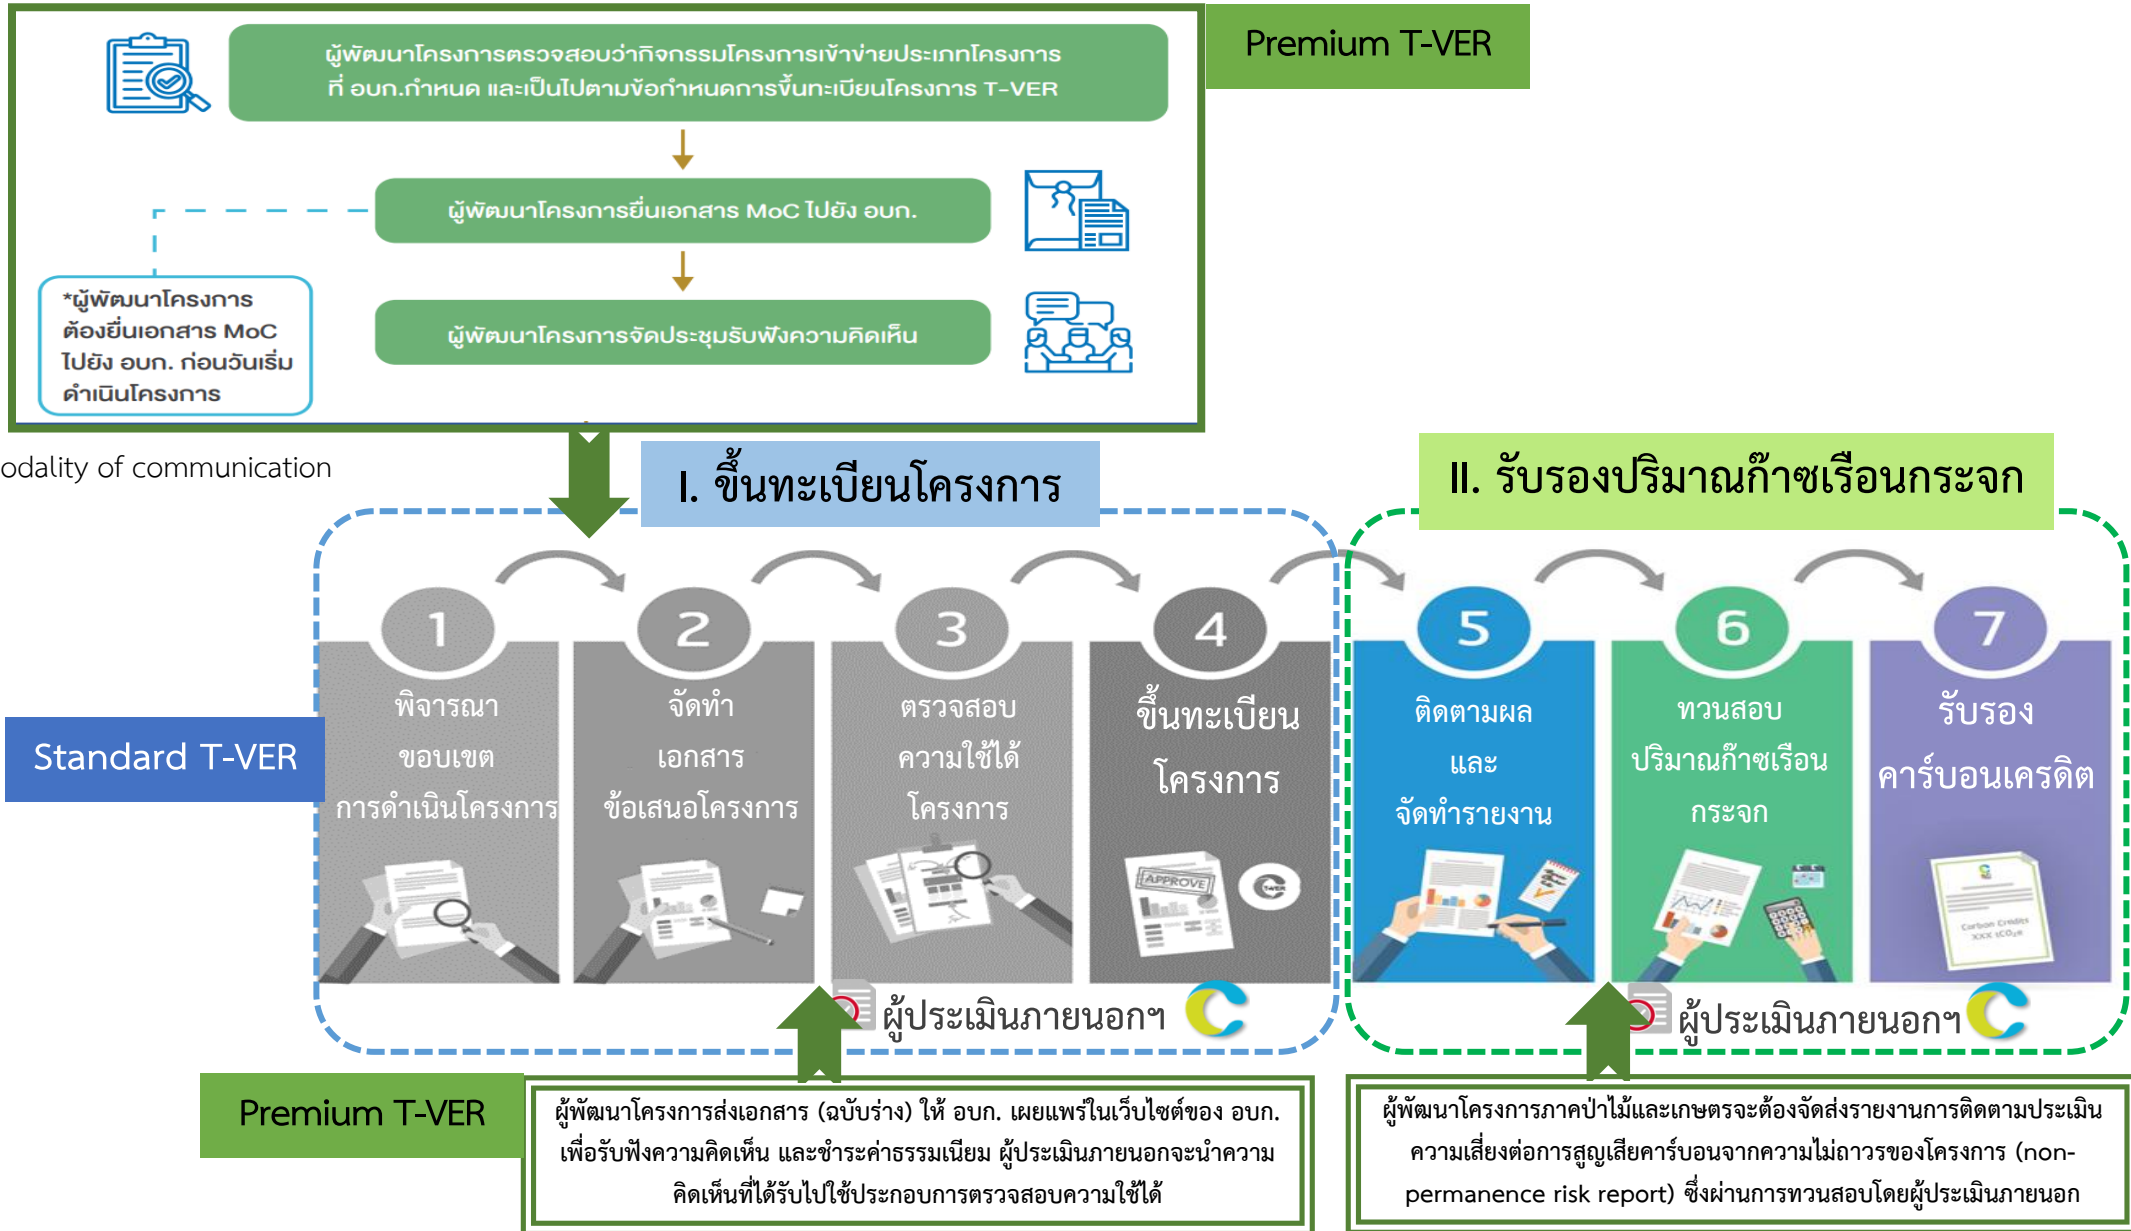 Premium T-VER
ผู้พัฒนาโครงการตรวจสอบว่ากิจกรรมโครงการเข้าข่ายประเภทโครงการ
ที่ อบก.กำหนด และเป็นไปตามข้อกำหนดการขึ้นทะเบียนโครงการ T-VER
ผู้พัฒนาโครงการยื่นเอกสาร MoC ไปยัง อบก.
*ผู้พัฒนาโครงการ
ต้องยื่นเอกสาร MoC
ไปยัง อบก. ก่อนวันเริ่ม
ดำเนินโครงการ
ผู้พัฒนาโครงการจัดประชุมรับฟังความคิดเห็น
odality of communication
I. ขึ้นทะเบียนโครงการ
II. รับรองปริมาณก๊าซเรือนกระจก
Standard T-VER
1
พิจารณา
ขอบเขต
การดำเนินโครงการ
2
จัดทำ
เอกสาร
ข้อเสนอโครงการ
3
ตรวจสอบ
ความใช้ได้
โครงการ
4
ขึ้นทะเบียน
โครงการ
APPROVE
T-VER
5
ติดตามผล
และ
จัดทำรายงาน
6
ทวนสอบ
ปริมาณก๊าซเรือน
กระจก
7
รับรอง
คาร์บอนเครดิต
Carbon Credits
XXX tCO₂e
ผู้ประเมินภายนอกฯ
ผู้ประเมินภายนอกฯ
Premium T-VER
ผู้พัฒนาโครงการส่งเอกสาร (ฉบับร่าง) ให้ อบก. เผยแพร่ในเว็บไซต์ของ อบก.
เพื่อรับฟังความคิดเห็น และชำระค่าธรรมเนียม ผู้ประเมินภายนอกจะนำความ
คิดเห็นที่ได้รับไปใช้ประกอบการตรวจสอบความใช้ได้
ผู้พัฒนาโครงการภาคป่าไม้และเกษตรจะต้องจัดส่งรายงานการติดตามประเมิน
ความเสี่ยงต่อการสูญเสียคาร์บอนจากความไม่ถาวรของโครงการ (non-
permanence risk report) ซึ่งผ่านการทวนสอบโดยผู้ประเมินภายนอก